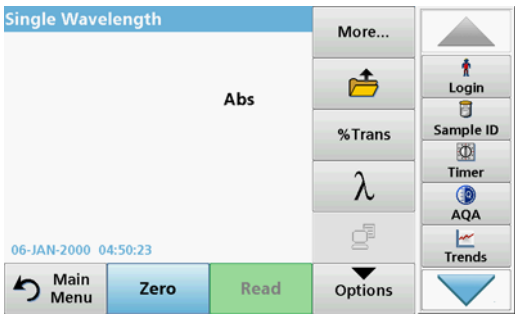 Single Wavelength
More...
Abs
%Trans
λ
06-JAN-2000 04:50:23
Main
Menu
Zero
Read
Options
Login
Sample ID
Timer
AQA
Trends